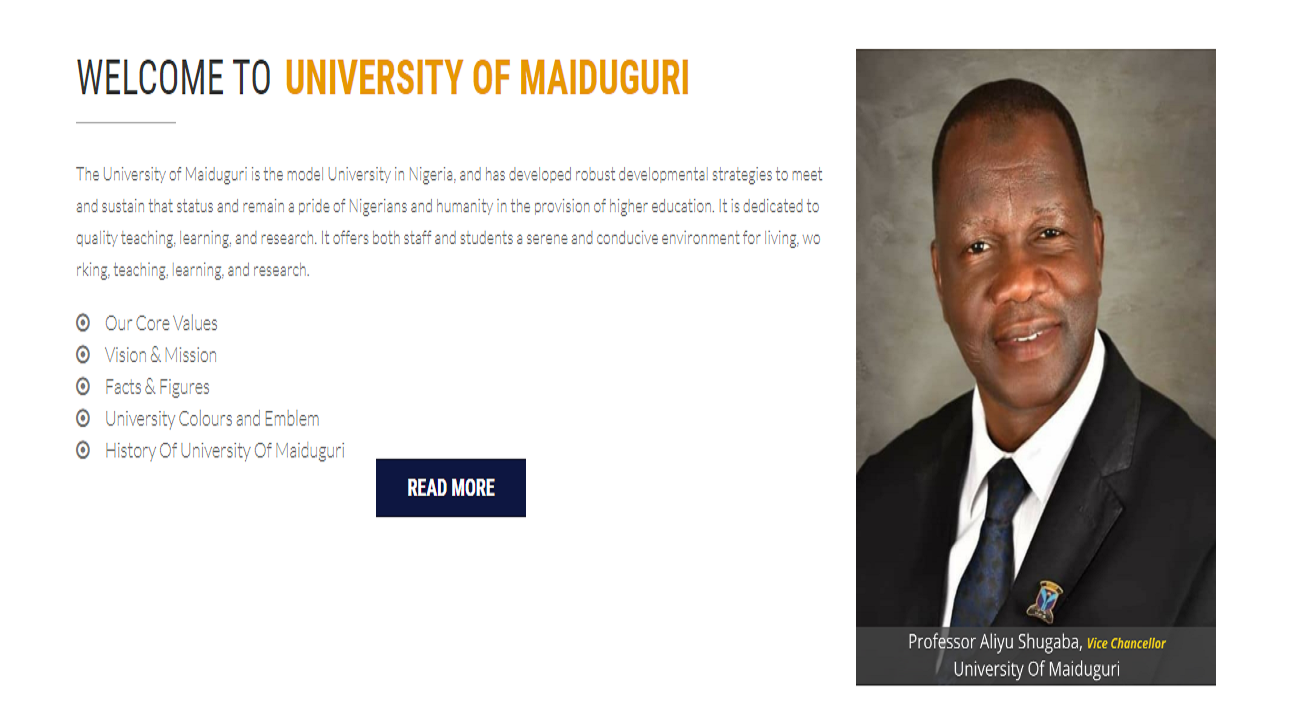 WELCOME TO UNIVERSITY OF MAIDUGURI
The University of Maiduguri is the model University in Nigeria, and has developed robust developmental strategies to meet
and sustain that status and remain a pride of Nigerians and humanity in the provision of higher education. It is dedicated to
quality teaching, learning, and research. It offers both staff and students a serene and conducive environment for living, wo
rking, teaching, learning, and research.
Our Core Values
Vision & Mission
Facts & Figures
University Colours and Emblem
History Of University Of Maiduguri
READ MORE
Professor Aliyu Shugaba, Vice Chancellor
University Of Maiduguri